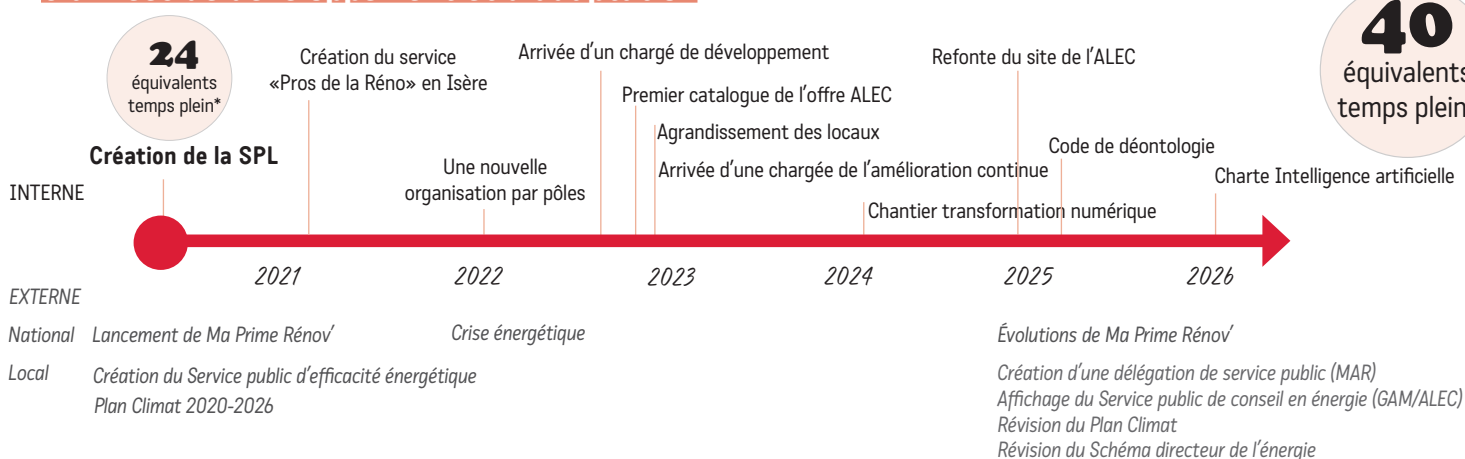 24
équivalents
temps plein*
Création de la SPL
Création du service
«Pros de la Réno» en Isère
Une nouvelle
organisation par pôles
Arrivée d'un chargé de développement
Premier catalogue de l'offre ALEC
Agrandissement des locaux
Arrivée d'une chargée de l'amélioration continue
Chantier transformation numérique
Refonte du site de l'ALEC
Code de déontologie
Charte Intelligence artificielle
40
équivalents
temps plein
INTERNE
2021
2022
2023
2024
2025
2026
EXTERNE
National
Lancement de Ma Prime Rénov'
Crise énergétique
Évolutions de Ma Prime Rénov'
Local
Création du Service public d'efficacité énergétique
Plan Climat 2020-2026
Création d'une délégation de service public (MAR)
Affichage du Service public de conseil en énergie (GAM/ALEC)
Révision du Plan Climat
Révision du Schéma directeur de l'énergie